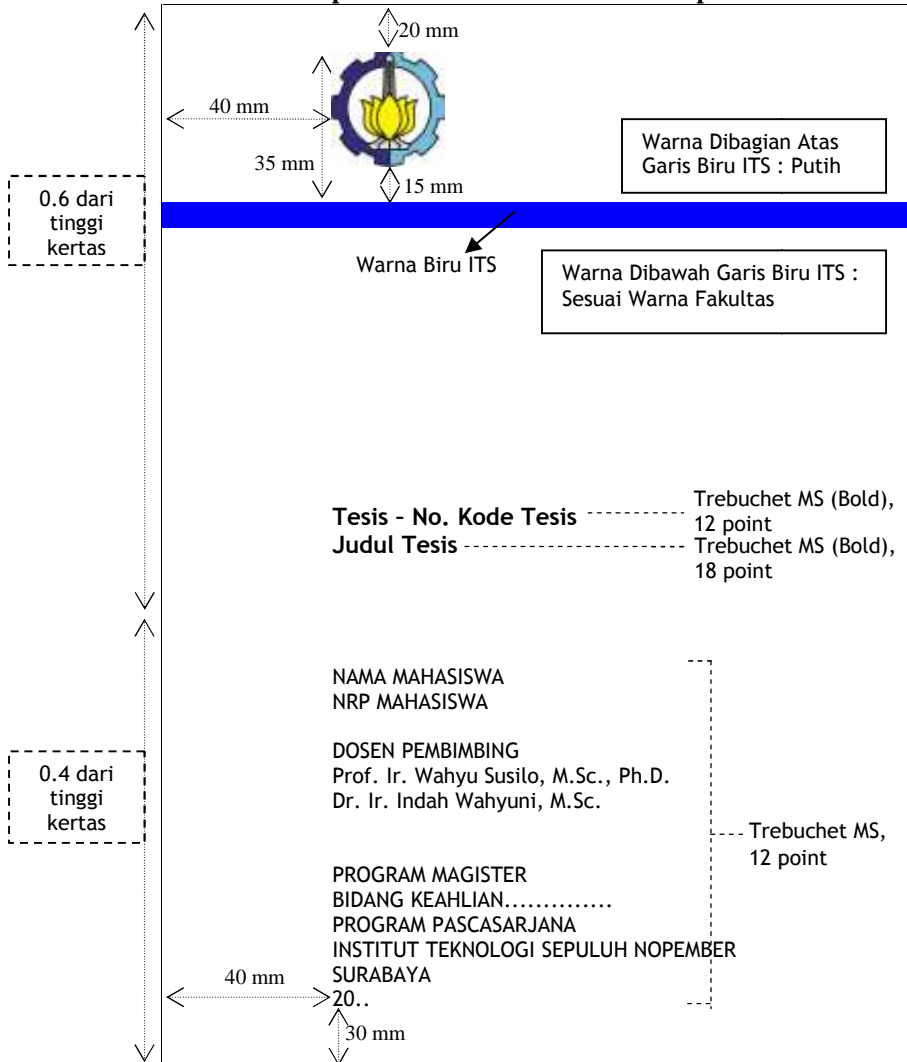 20 mm
40 mm
35 mm
Warna Dibagian Atas
Garis Biru ITS : Putih
15 mm
0.6 dari
tinggi
kertas
Warna Biru ITS
Warna Dibawah Garis Biru ITS :
Sesuai Warna Fakultas
Tesis – No. Kode Tesis
Trebuchet MS (Bold),
12 point
Judul Tesis
Trebuchet MS (Bold),
18 point
NAMA MAHASISWA
NRP MAHASISWA
DOSEN PEMBIMBING
Prof. Ir. Wahyu Susilo, M.Sc., Ph.D.
Dr. Ir. Indah Wahyuni, M.Sc.
0.4 dari
tinggi
kertas
Trebuchet MS,
12 point
PROGRAM MAGISTER
BIDANG KEAHLIAN..............
PROGRAM PASCASARJANA
INSTITUT TEKNOLOGI SEPULUH NOPEMBER
SURABAYA
40 mm
20..
30 mm